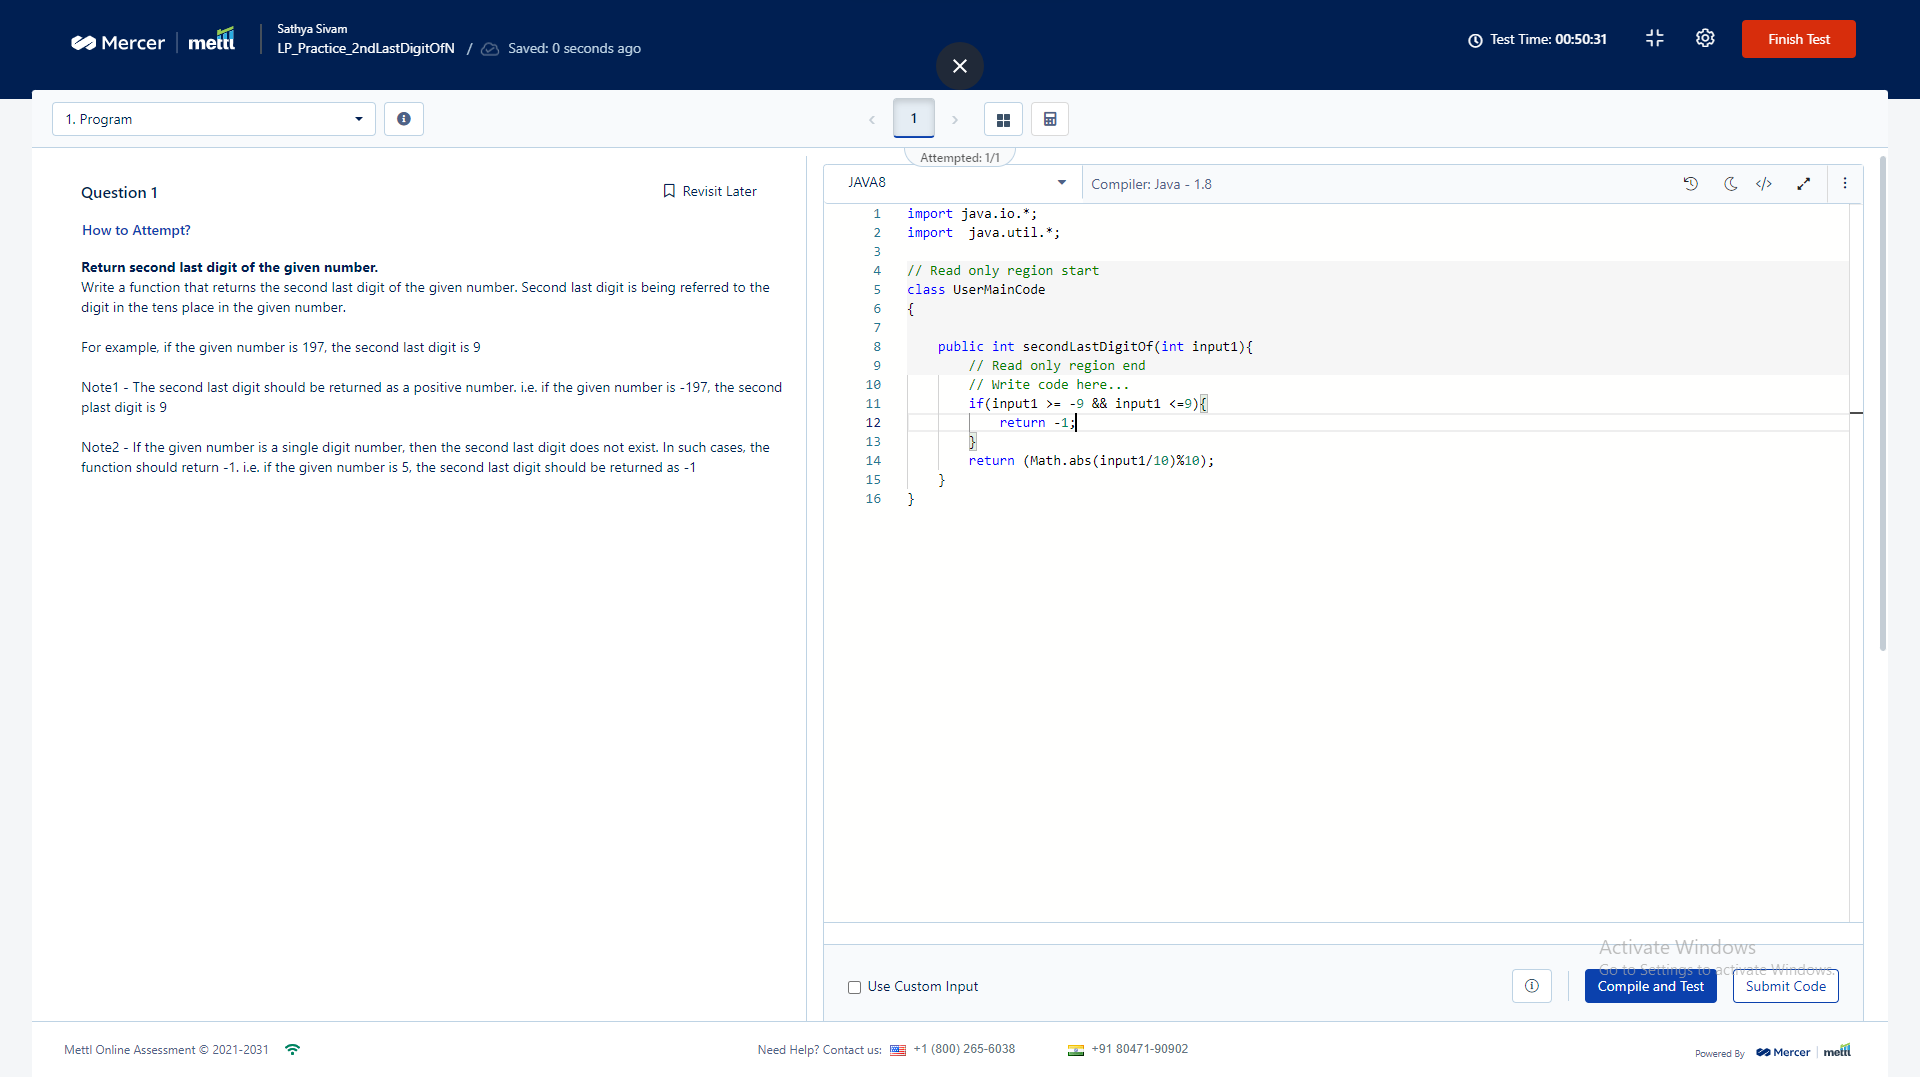 Mercer
mettl
Sathya Sivam
LP_Practice_2ndLastDigitOfN / Saved: 0 seconds ago
Test Time: 00:50:31
Finish Test
1. Program
1
Attempted: 1/1
Question 1
Revisit Later
How to Attempt?
Return second last digit of the given number.
Write a function that returns the second last digit of the given number. Second last digit is being referred to the
digit in the tens place in the given number.
For example, if the given number is 197, the second last digit is 9
Note1 - The second last digit should be returned as a positive number. i.e. if the given number is -197, the second
plast digit is 9
Note2 - If the given number is a single digit number, then the second last digit does not exist. In such cases, the
function should return -1. i.e. if the given number is 5, the second last digit should be returned as -1
JAVA8
Compiler: Java - 1.8
1 import java.io.*;
2 import  java.util.*;
3
4 // Read only region start
5 class UserMainCode
6 {
7
8     public int secondLastDigitOf(int input1){
9         // Read only region end
10         // Write code here...
11         if(input1 >= -9 && input1 <=9){
12             return -1;
13         }
14         return (Math.abs(input1/10)%10);
15     }
16 }
Use Custom Input
Activate Windows
Go to Settings to activate Windows.
Compile and Test
Submit Code
Mettl Online Assessment © 2021-2031
Need Help? Contact us: +1 (800) 265-6038
+91 80471-90902
Powered By Mercer mettl